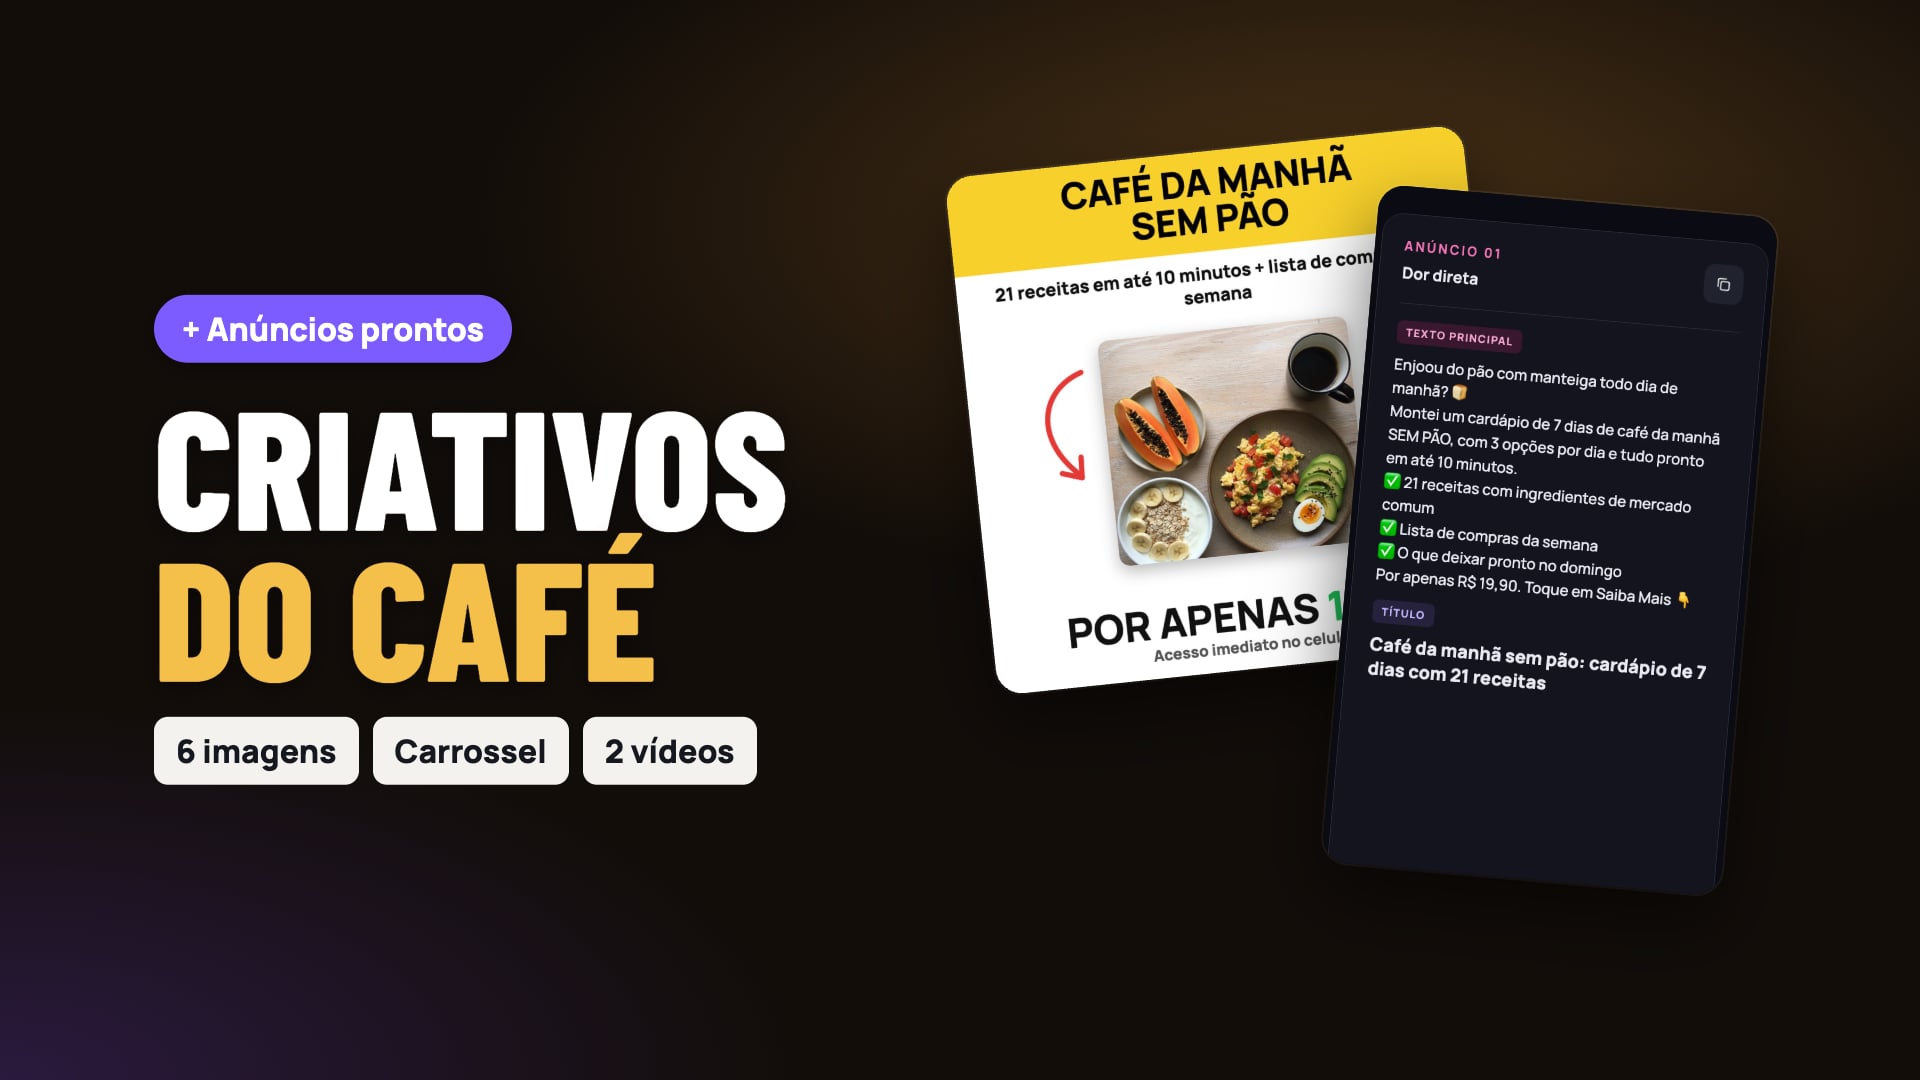 + Anúncios prontos
CRIATIVOS
DO CAFÉ
6 imagens
Carrossel
2 vídeos
CAFÉ DA MANHÃ
SEM PÃO
21 receitas em até 10 minutos + lista de
semana
POR APENAS
Acesso imediato no
ANÚNCIO 01
Dor direta
TEXTO PRINCIPAL
Enjoou do pão com manteiga todo dia de
manhã? 🍞
Montei um cardápio de 7 dias de café da manhã
SEM PÃO, com 3 opções por dia e tudo pronto
em até 10 minutos.
✅ 21 receitas com ingredientes de mercado
comum
✅ Lista de compras da semana
✅ O que deixar pronto no domingo
Por apenas R$ 19,90. Toque em Saiba Mais 👇
TÍTULO
Café da manhã sem pão: cardápio de 7
dias com 21 receitas